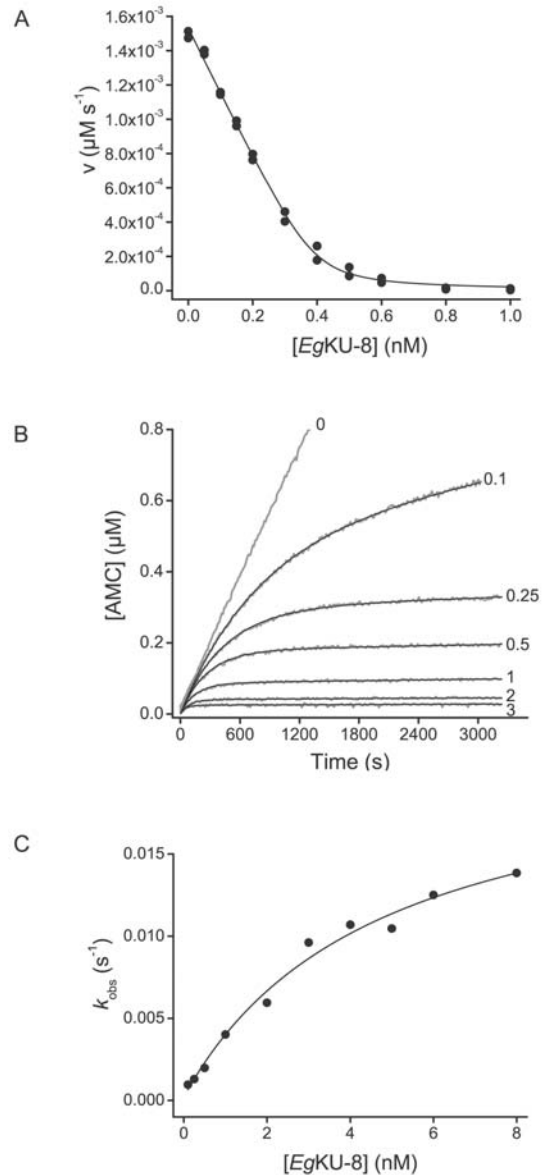 A
1.6x10⁻³
1.4x10⁻³
1.2x10⁻³
1.0x10⁻³
8.0x10⁻⁴
6.0x10⁻⁴
4.0x10⁻⁴
2.0x10⁻⁴
0.0
v (µM s⁻¹)
0.0 0.2 0.4 0.6 0.8 1.0
[EgKU-8] (nM)
B
0
0.8
0.1
0.6
[AMC] (µM)
0.4
0.25
0.2
0.5
1
2
3
0.0
0 600 1200 1800 2400 3000
Time (s)
C
0.015
0.010
k_obs (s⁻¹)
0.005
0.000
0 2 4 6 8
[EgKU-8] (nM)